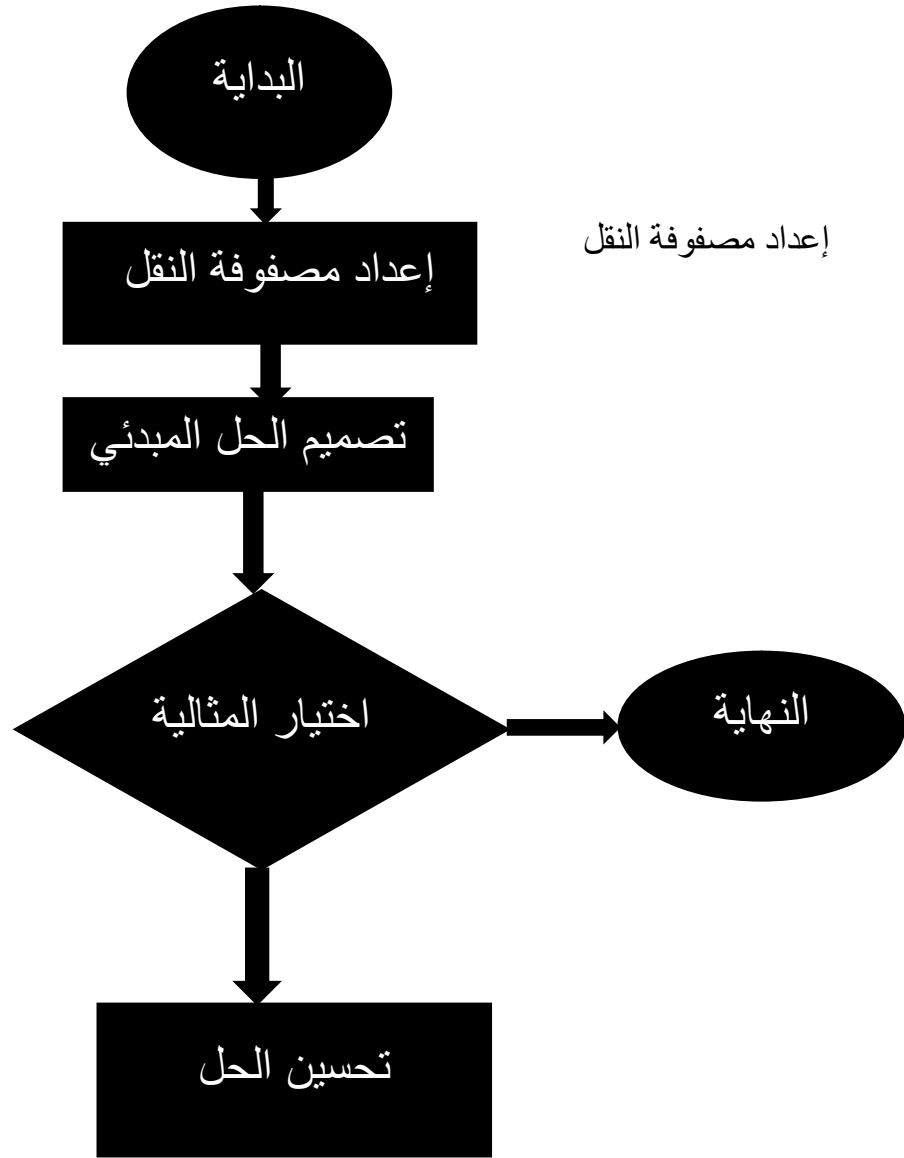 البداية
إعداد مصفوفة النقل
إعداد مصفوفة النقل
تصميم الحل المبدئي
اختيار المثالية
النهاية
تحسين الحل